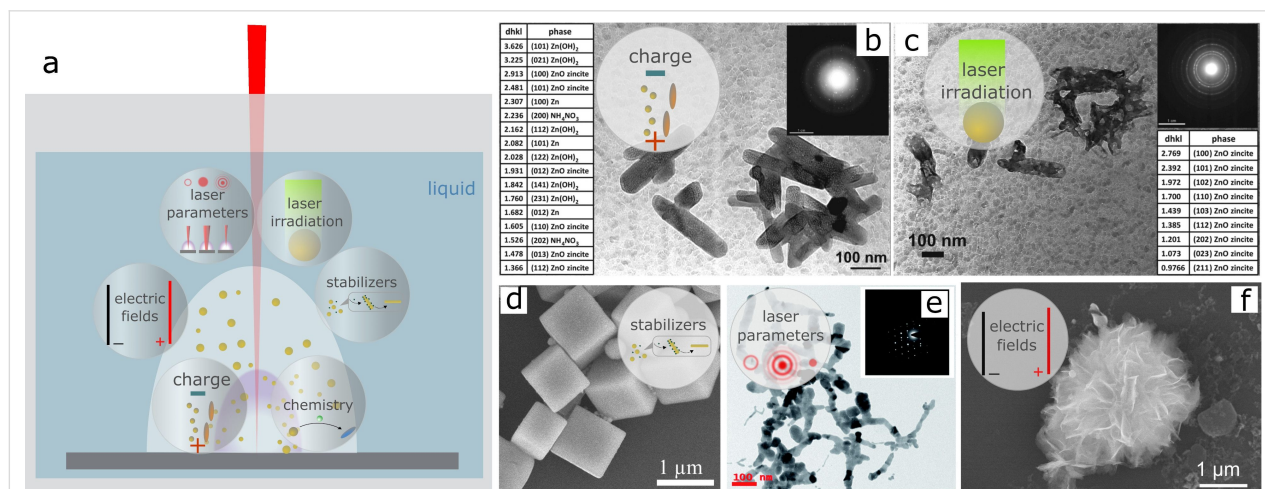 a
liquid
laser
parameters
laser
irradiation
electric
fields
–
+
stabilizers
charge
+
chemistry
dhkl phase
3.626 (101) Zn(OH)₂
3.225 (021) Zn(OH)₂
2.913 (100) ZnO zincite
2.481 (101) ZnO zincite
2.307 (100) Zn
2.236 (200) NH₄NO₃
2.162 (112) Zn(OH)₂
2.082 (101) Zn
2.028 (122) Zn(OH)₂
1.931 (012) ZnO zincite
1.842 (141) Zn(OH)₂
1.760 (231) Zn(OH)₂
1.682 (012) Zn
1.605 (110) ZnO zincite
1.526 (202) NH₄NO₃
1.478 (013) ZnO zincite
1.366 (112) ZnO zincite
charge
+
b
100 nm
c
laser
irradiation
100 nm
dhkl phase
2.769 (100) ZnO zincite
2.392 (101) ZnO zincite
1.972 (102) ZnO zincite
1.700 (110) ZnO zincite
1.439 (103) ZnO zincite
1.385 (112) ZnO zincite
1.201 (202) ZnO zincite
1.073 (023) ZnO zincite
0.9766 (211) ZnO zincite
d
stabilizers
1 µm
laser
parameters
e
100 nm
electric
fields
–
+
f
1 µm